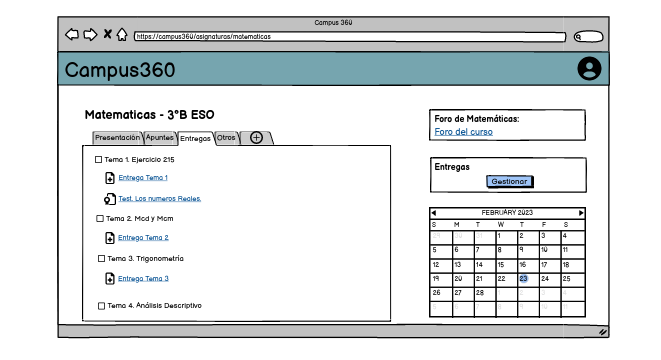 Campus 360
https://campus360/asignaturas/matematicas
Campus360
Matematicas - 3°B ESO
Presentación Apuntes Entregas Otros
Tema 1. Ejercicio 215
Entrega Tema 1
Test. Los numeros Reales.
Tema 2. Mcd y Mcm
Entrega Tema 2
Tema 3. Trigonometría
Entrega Tema 3
Tema 4. Análisis Descriptivo
Foro de Matemáticas:
Foro del curso
Entregas
Gestionar
FEBRUARY 2023
S M T W T F S
1 2 3 4
5 6 7 8 9 10 11
12 13 14 15 16 17 18
19 20 21 22 23 24 25
26 27 28